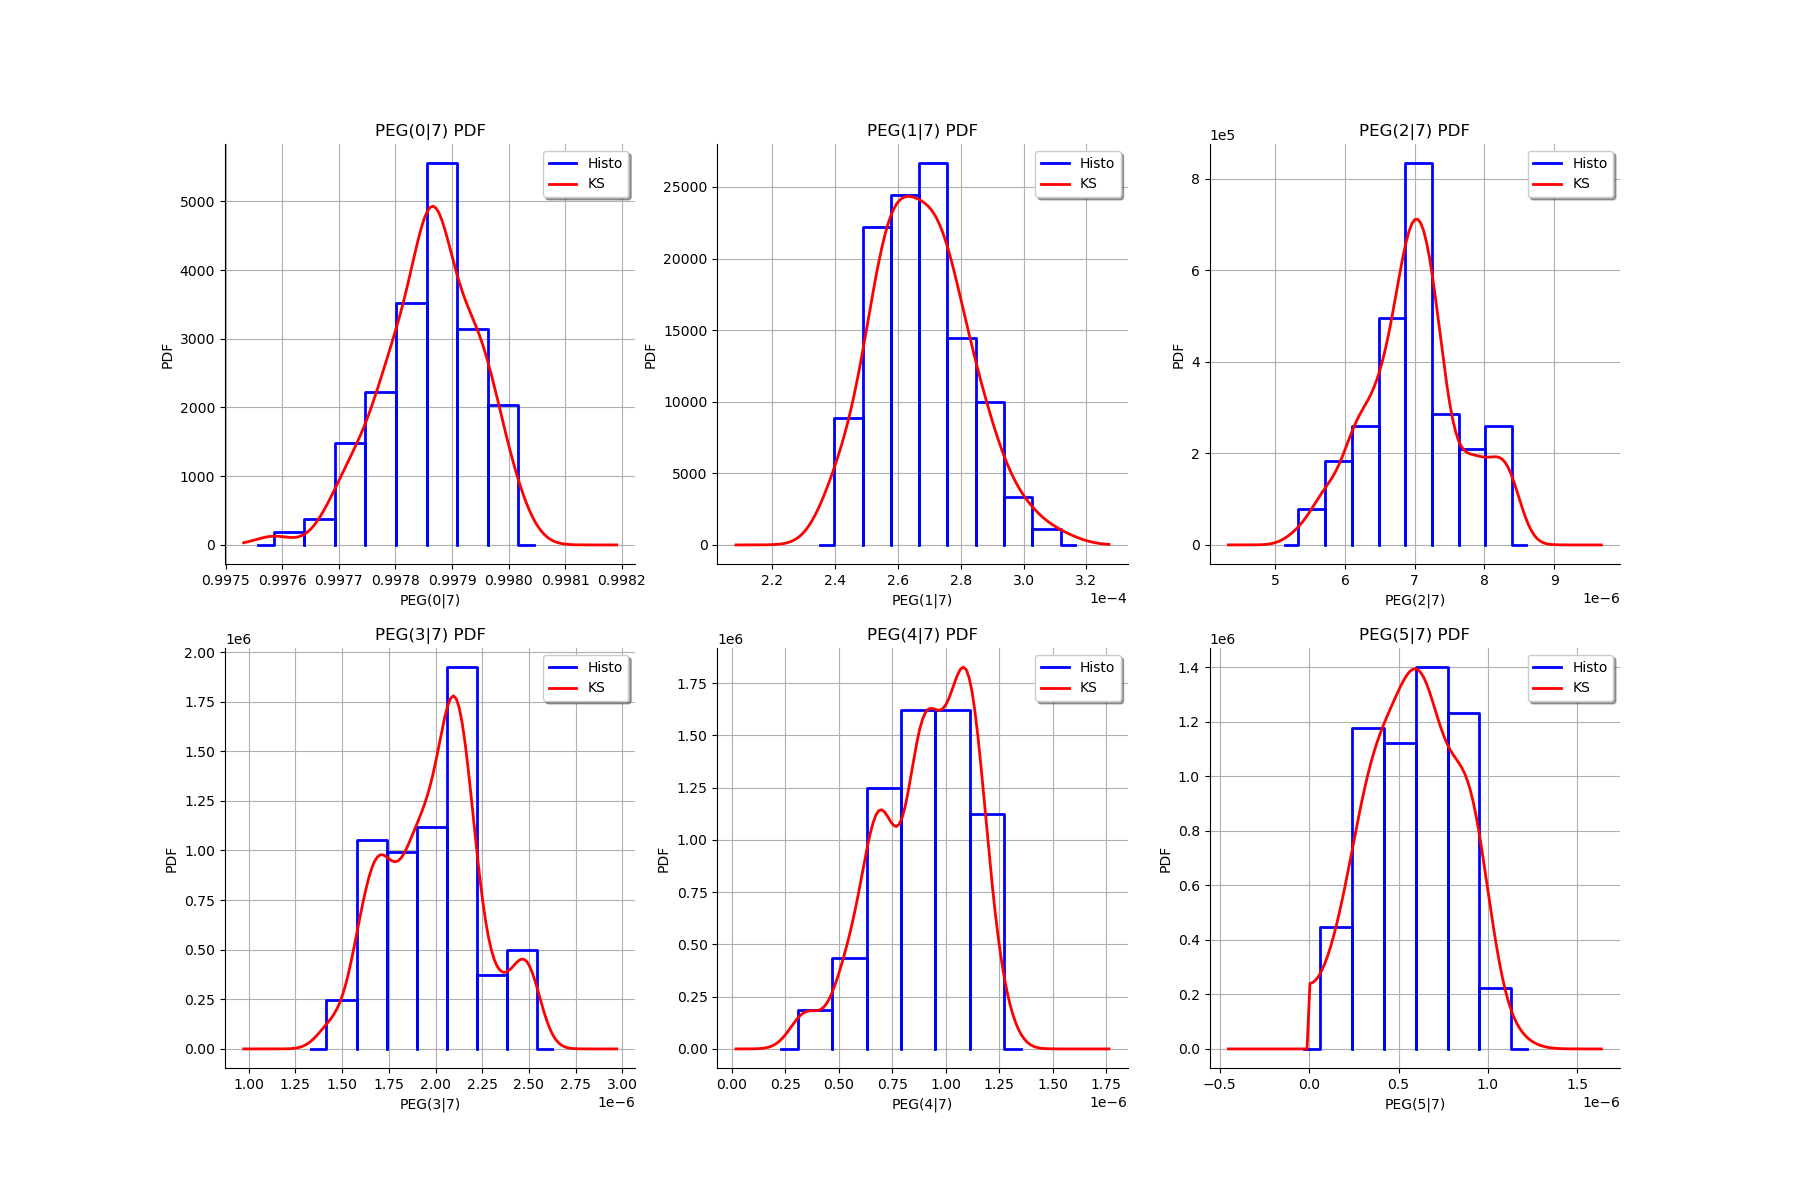 PEG(0|7) PDF
Histo
KS
PDF
5000
4000
3000
2000
1000
0
0.9975 0.9976 0.9977 0.9978 0.9979 0.9980 0.9981 0.9982
PEG(0|7)
PEG(1|7) PDF
Histo
KS
PDF
25000
20000
15000
10000
5000
0
2.2 2.4 2.6 2.8 3.0 3.2
PEG(1|7)
1e−4
PEG(2|7) PDF
1e5
Histo
KS
PDF
8
6
4
2
0
5 6 7 8 9
PEG(2|7)
1e−6
PEG(3|7) PDF
1e6
Histo
KS
PDF
2.00
1.75
1.50
1.25
1.00
0.75
0.50
0.25
0.00
1.00 1.25 1.50 1.75 2.00 2.25 2.50 2.75 3.00
PEG(3|7)
1e−6
PEG(4|7) PDF
1e6
Histo
KS
PDF
1.75
1.50
1.25
1.00
0.75
0.50
0.25
0.00
0.00 0.25 0.50 0.75 1.00 1.25 1.50 1.75
PEG(4|7)
1e−6
PEG(5|7) PDF
1e6
Histo
KS
PDF
1.4
1.2
1.0
0.8
0.6
0.4
0.2
0.0
−0.5 0.0 0.5 1.0 1.5
PEG(5|7)
1e−6